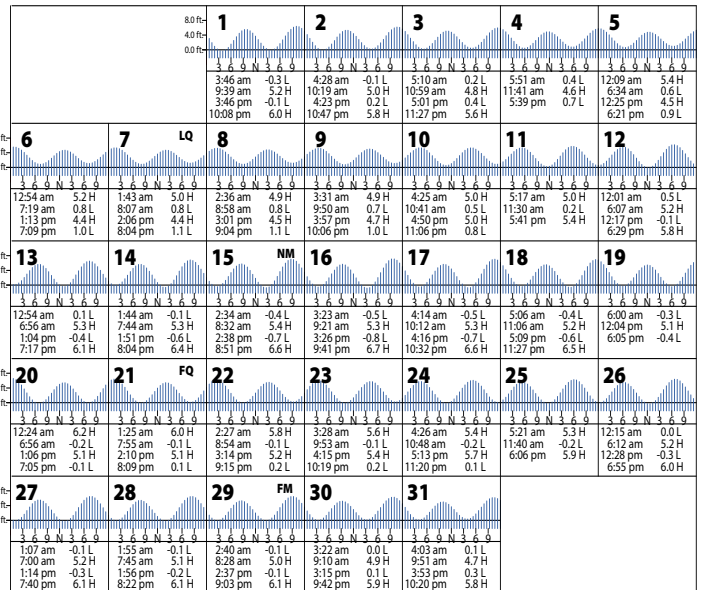 8.0 ft-
4.0 ft-
0.0 ft-
1
3 6 9 N 3 6 9
3:46 am -0.3 L
9:39 am 5.2 H
3:46 pm -0.1 L
10:08 pm 6.0 H
2
3 6 9 N 3 6 9
4:28 am -0.1 L
10:19 am 5.0 H
4:23 pm 0.2 L
10:47 pm 5.8 H
3
3 6 9 N 3 6 9
5:10 am 0.2 L
10:59 am 4.8 H
5:01 pm 0.4 L
11:27 pm 5.6 H
4
3 6 9 N 3 6 9
5:51 am 0.4 L
11:41 am 4.6 H
5:39 pm 0.7 L
5
3 6 9 N 3 6 9
12:09 am 5.4 H
6:34 am 0.6 L
12:25 pm 4.5 H
6:21 pm 0.9 L
ft-
ft-
ft-
6
3 6 9 N 3 6 9
12:54 am 5.2 H
7:19 am 0.8 L
1:13 pm 4.4 H
7:09 pm 1.0 L
7 LQ
3 6 9 N 3 6 9
1:43 am 5.0 H
8:07 am 0.8 L
2:06 pm 4.4 H
8:04 pm 1.1 L
8
3 6 9 N 3 6 9
2:36 am 4.9 H
8:58 am 0.8 L
3:01 pm 4.5 H
9:04 pm 1.1 L
9
3 6 9 N 3 6 9
3:31 am 4.9 H
9:50 am 0.7 L
3:57 pm 4.7 H
10:06 pm 1.0 L
10
3 6 9 N 3 6 9
4:25 am 5.0 H
10:41 am 0.5 L
4:50 pm 5.0 H
11:06 pm 0.8 L
11
3 6 9 N 3 6 9
5:17 am 5.0 H
11:30 am 0.2 L
5:41 pm 5.4 H
12
3 6 9 N 3 6 9
12:01 am 0.5 L
6:07 am 5.2 H
12:17 pm -0.1 L
6:29 pm 5.8 H
ft-
ft-
ft-
13
3 6 9 N 3 6 9
12:54 am 0.1 L
6:56 am 5.3 H
1:04 pm -0.4 L
7:17 pm 6.1 H
14
3 6 9 N 3 6 9
1:44 am -0.1 L
7:44 am 5.3 H
1:51 pm -0.6 L
8:04 pm 6.4 H
15 NM
3 6 9 N 3 6 9
2:34 am -0.4 L
8:32 am 5.4 H
2:38 pm -0.7 L
8:51 pm 6.6 H
16
3 6 9 N 3 6 9
3:23 am -0.5 L
9:21 am 5.3 H
3:26 pm -0.8 L
9:41 pm 6.7 H
17
3 6 9 N 3 6 9
4:14 am -0.5 L
10:12 am 5.3 H
4:16 pm -0.7 L
10:32 pm 6.6 H
18
3 6 9 N 3 6 9
5:06 am -0.4 L
11:06 am 5.2 H
5:09 pm -0.6 L
11:27 pm 6.5 H
19
3 6 9 N 3 6 9
6:00 am -0.3 L
12:04 pm 5.1 H
6:05 pm -0.4 L
ft-
ft-
ft-
20
3 6 9 N 3 6 9
12:24 am 6.2 H
6:56 am -0.2 L
1:06 pm 5.1 H
7:05 pm -0.1 L
21 FQ
3 6 9 N 3 6 9
1:25 am 6.0 H
7:55 am -0.1 L
2:10 pm 5.1 H
8:09 pm 0.1 L
22
3 6 9 N 3 6 9
2:27 am 5.8 H
8:54 am -0.1 L
3:14 pm 5.2 H
9:15 pm 0.2 L
23
3 6 9 N 3 6 9
3:28 am 5.6 H
9:53 am -0.1 L
4:15 pm 5.4 H
10:19 pm 0.2 L
24
3 6 9 N 3 6 9
4:26 am 5.4 H
10:48 am -0.2 L
5:13 pm 5.7 H
11:20 pm 0.1 L
25
3 6 9 N 3 6 9
5:21 am 5.3 H
11:40 am -0.2 L
6:06 pm 5.9 H
26
3 6 9 N 3 6 9
12:15 am 0.0 L
6:12 am 5.2 H
12:28 pm -0.3 L
6:55 pm 6.0 H
ft-
ft-
ft-
27
3 6 9 N 3 6 9
1:07 am -0.1 L
7:00 am 5.2 H
1:14 pm -0.3 L
7:40 pm 6.1 H
28
3 6 9 N 3 6 9
1:55 am -0.1 L
7:45 am 5.1 H
1:56 pm -0.2 L
8:22 pm 6.1 H
29 FM
3 6 9 N 3 6 9
2:40 am -0.1 L
8:28 am 5.0 H
2:37 pm -0.1 L
9:03 pm 6.1 H
30
3 6 9 N 3 6 9
3:22 am 0.0 L
9:10 am 4.9 H
3:15 pm 0.1 L
9:42 pm 5.9 H
31
3 6 9 N 3 6 9
4:03 am 0.1 L
9:51 am 4.7 H
3:53 pm 0.3 L
10:20 pm 5.8 H